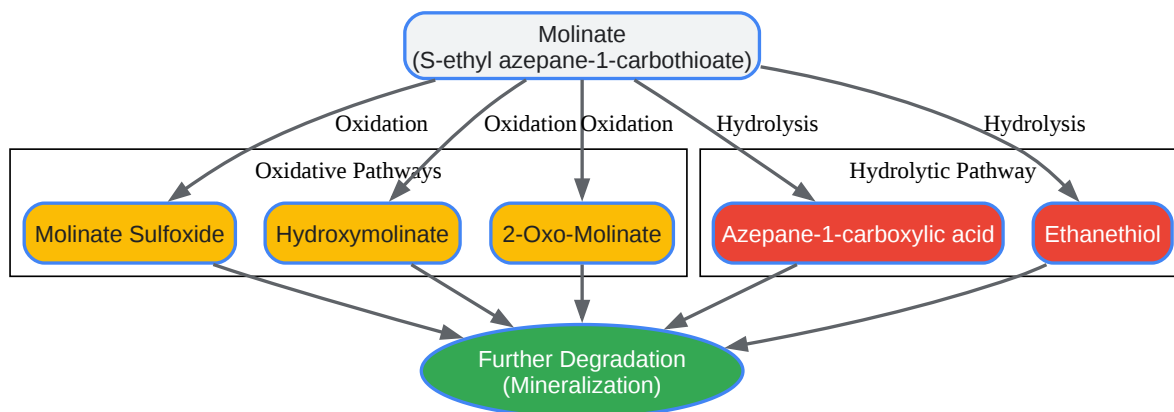 Molinate
(S-ethyl azepane-1-carbothioate)
Oxidation
Oxidation
Oxidation
Hydrolysis
Hydrolysis
Oxidative Pathways
Hydrolytic Pathway
Molinate Sulfoxide
Hydroxymolinate
2-Oxo-Molinate
Azepane-1-carboxylic acid
Ethanethiol
Further Degradation
(Mineralization)